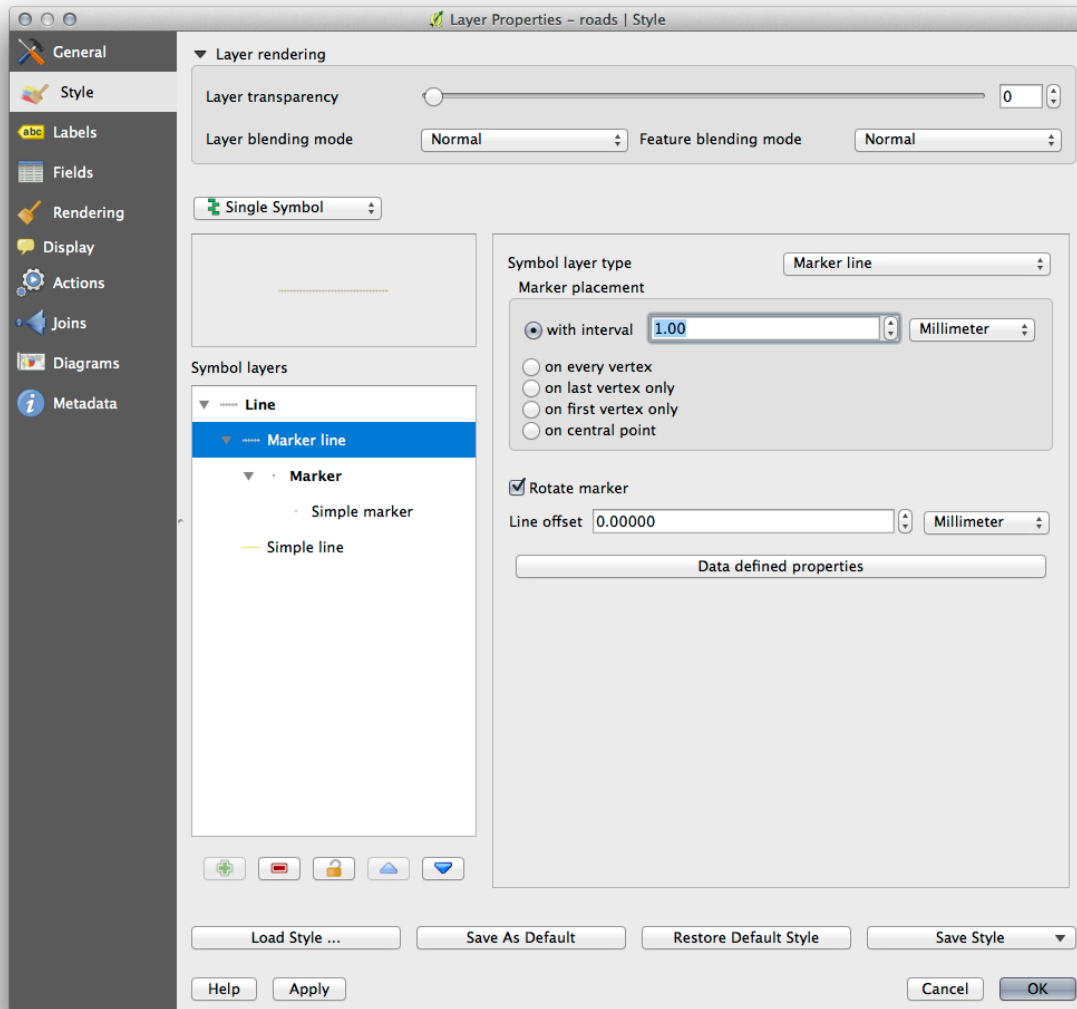 Layer Properties – roads | Style
General
Style
abc Labels
Fields
Rendering
Display
Actions
Joins
Diagrams
Metadata
Layer rendering
Layer transparency 0
Layer blending mode Normal Feature blending mode Normal
Single Symbol
Symbol layers
Line
Marker line
Marker
Simple marker
Simple line
Symbol layer type Marker line
Marker placement
with interval 1.00 Millimeter
on every vertex
on last vertex only
on first vertex only
on central point
Rotate marker
Line offset 0.00000 Millimeter
Data defined properties
Load Style ... Save As Default Restore Default Style Save Style
Help Apply Cancel OK